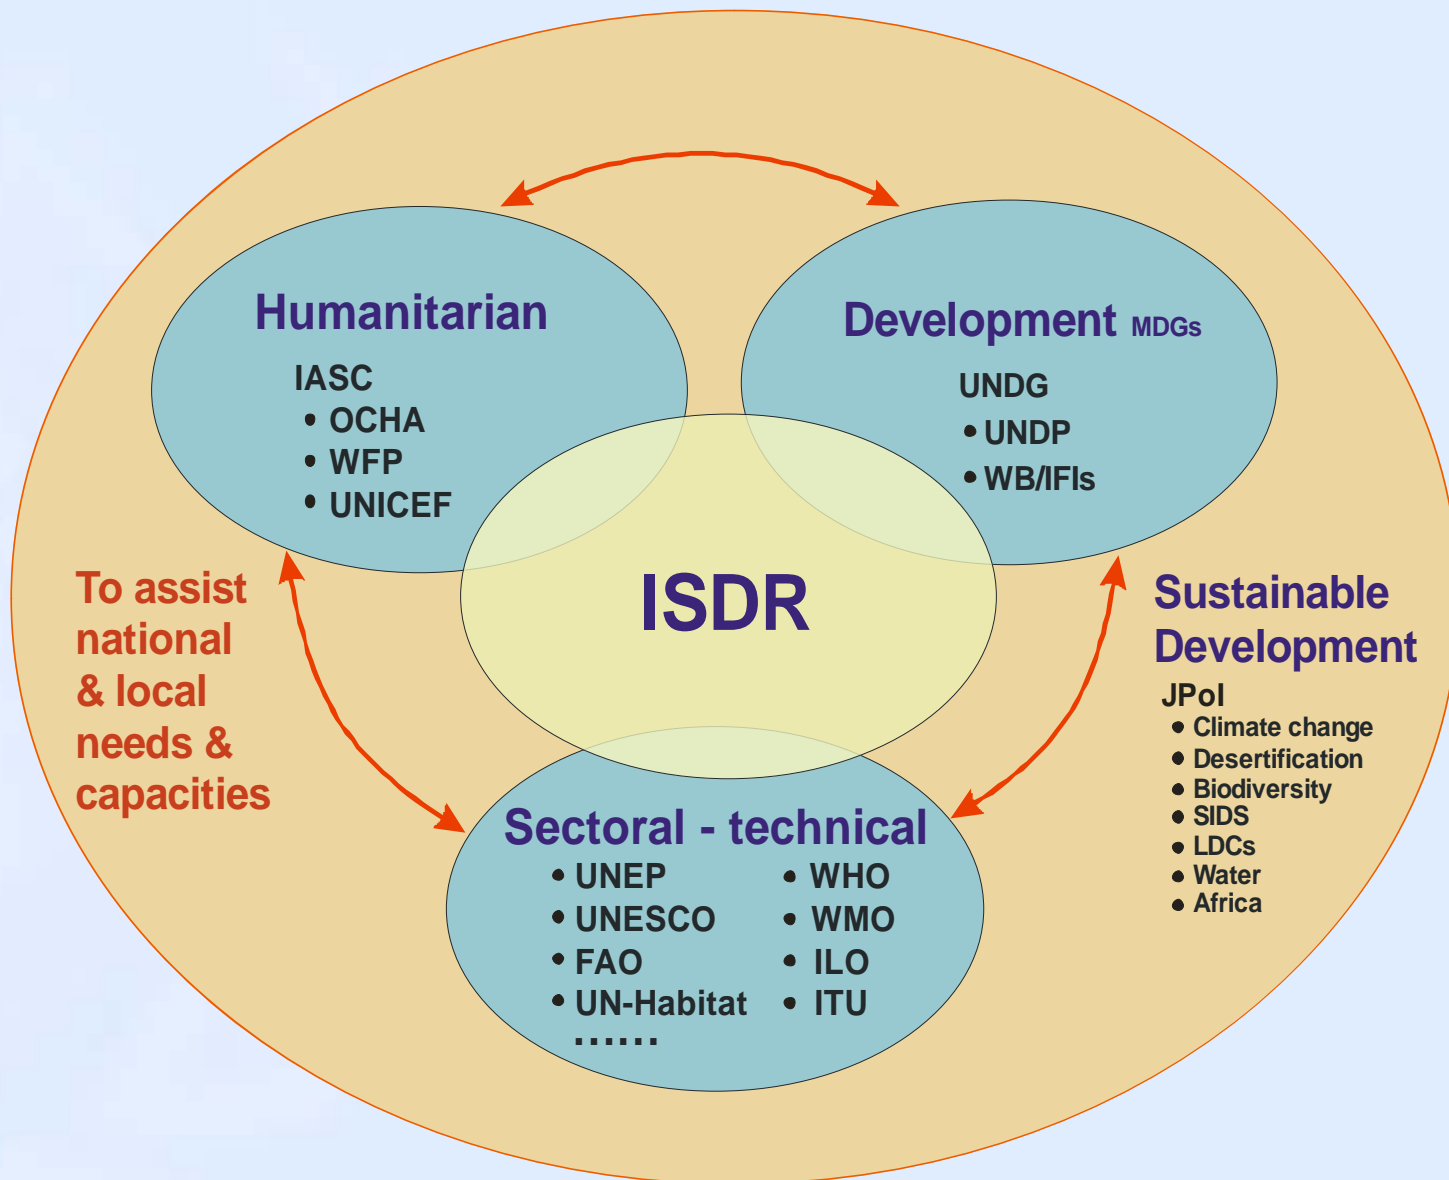 Humanitarian
IASC
• OCHA
• WFP
• UNICEF
Development MDGs
UNDG
• UNDP
• WB/IFIs
ISDR
To assist
national
& local
needs &
capacities
Sustainable
Development
JPoI
• Climate change
• Desertification
• Biodiversity
• SIDS
• LDCs
• Water
• Africa
Sectoral - technical
• UNEP
• UNESCO
• FAO
• UN-Habitat
......
• WHO
• WMO
• ILO
• ITU